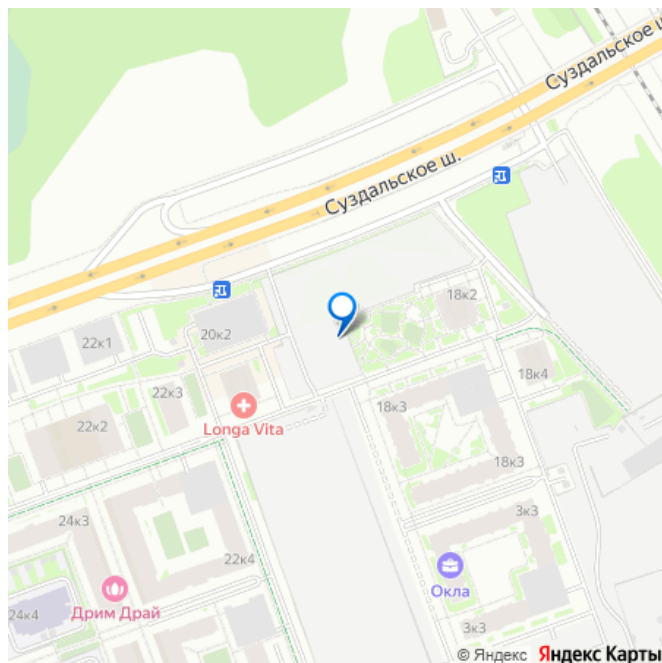 Суздальское ш
Суздальское ш.
18к2
20к2
22к1
18к4
22к3
18к3
Longa Vita
22к2
18к3
3к3
24к3
22к4
Окла
Дрим Драй
24к4
3к3
© Яндекс Яндекс Карты